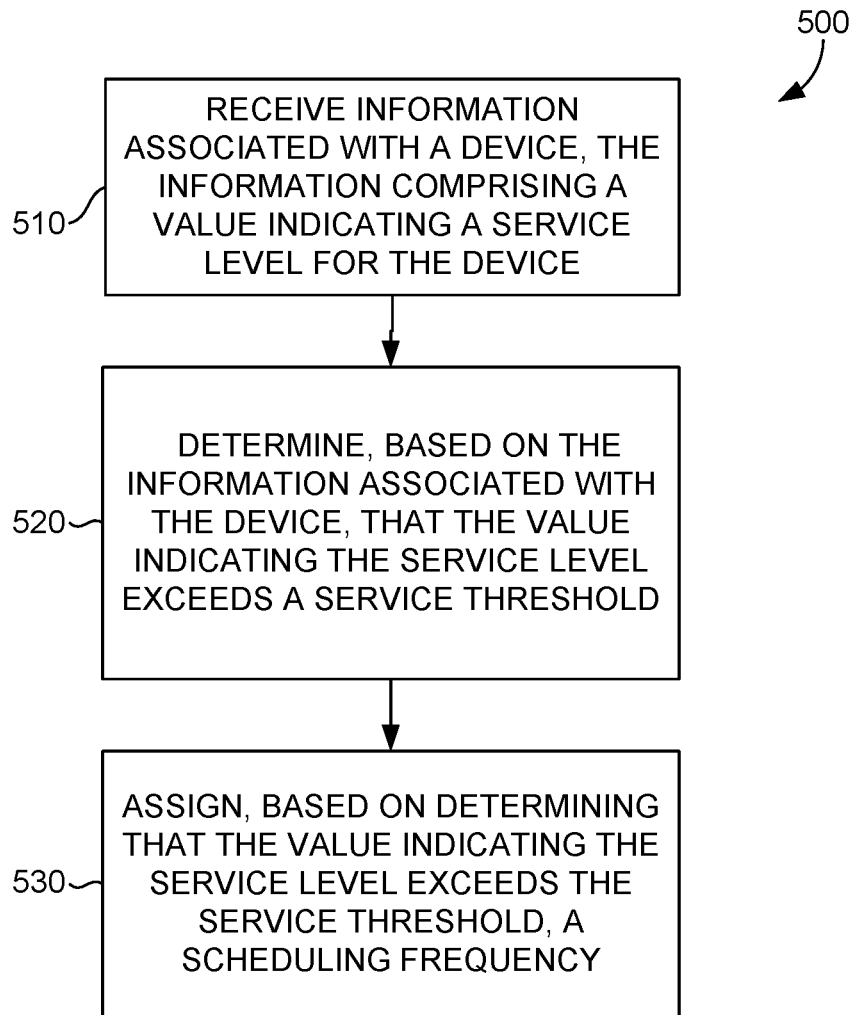 500
RECEIVE INFORMATION
ASSOCIATED WITH A DEVICE, THE
INFORMATION COMPRISING A
VALUE INDICATING A SERVICE
LEVEL FOR THE DEVICE
510
DETERMINE, BASED ON THE
INFORMATION ASSOCIATED WITH
THE DEVICE, THAT THE VALUE
INDICATING THE SERVICE LEVEL
EXCEEDS A SERVICE THRESHOLD
520
ASSIGN, BASED ON DETERMINING
THAT THE VALUE INDICATING THE
SERVICE LEVEL EXCEEDS THE
SERVICE THRESHOLD, A
SCHEDULING FREQUENCY
530